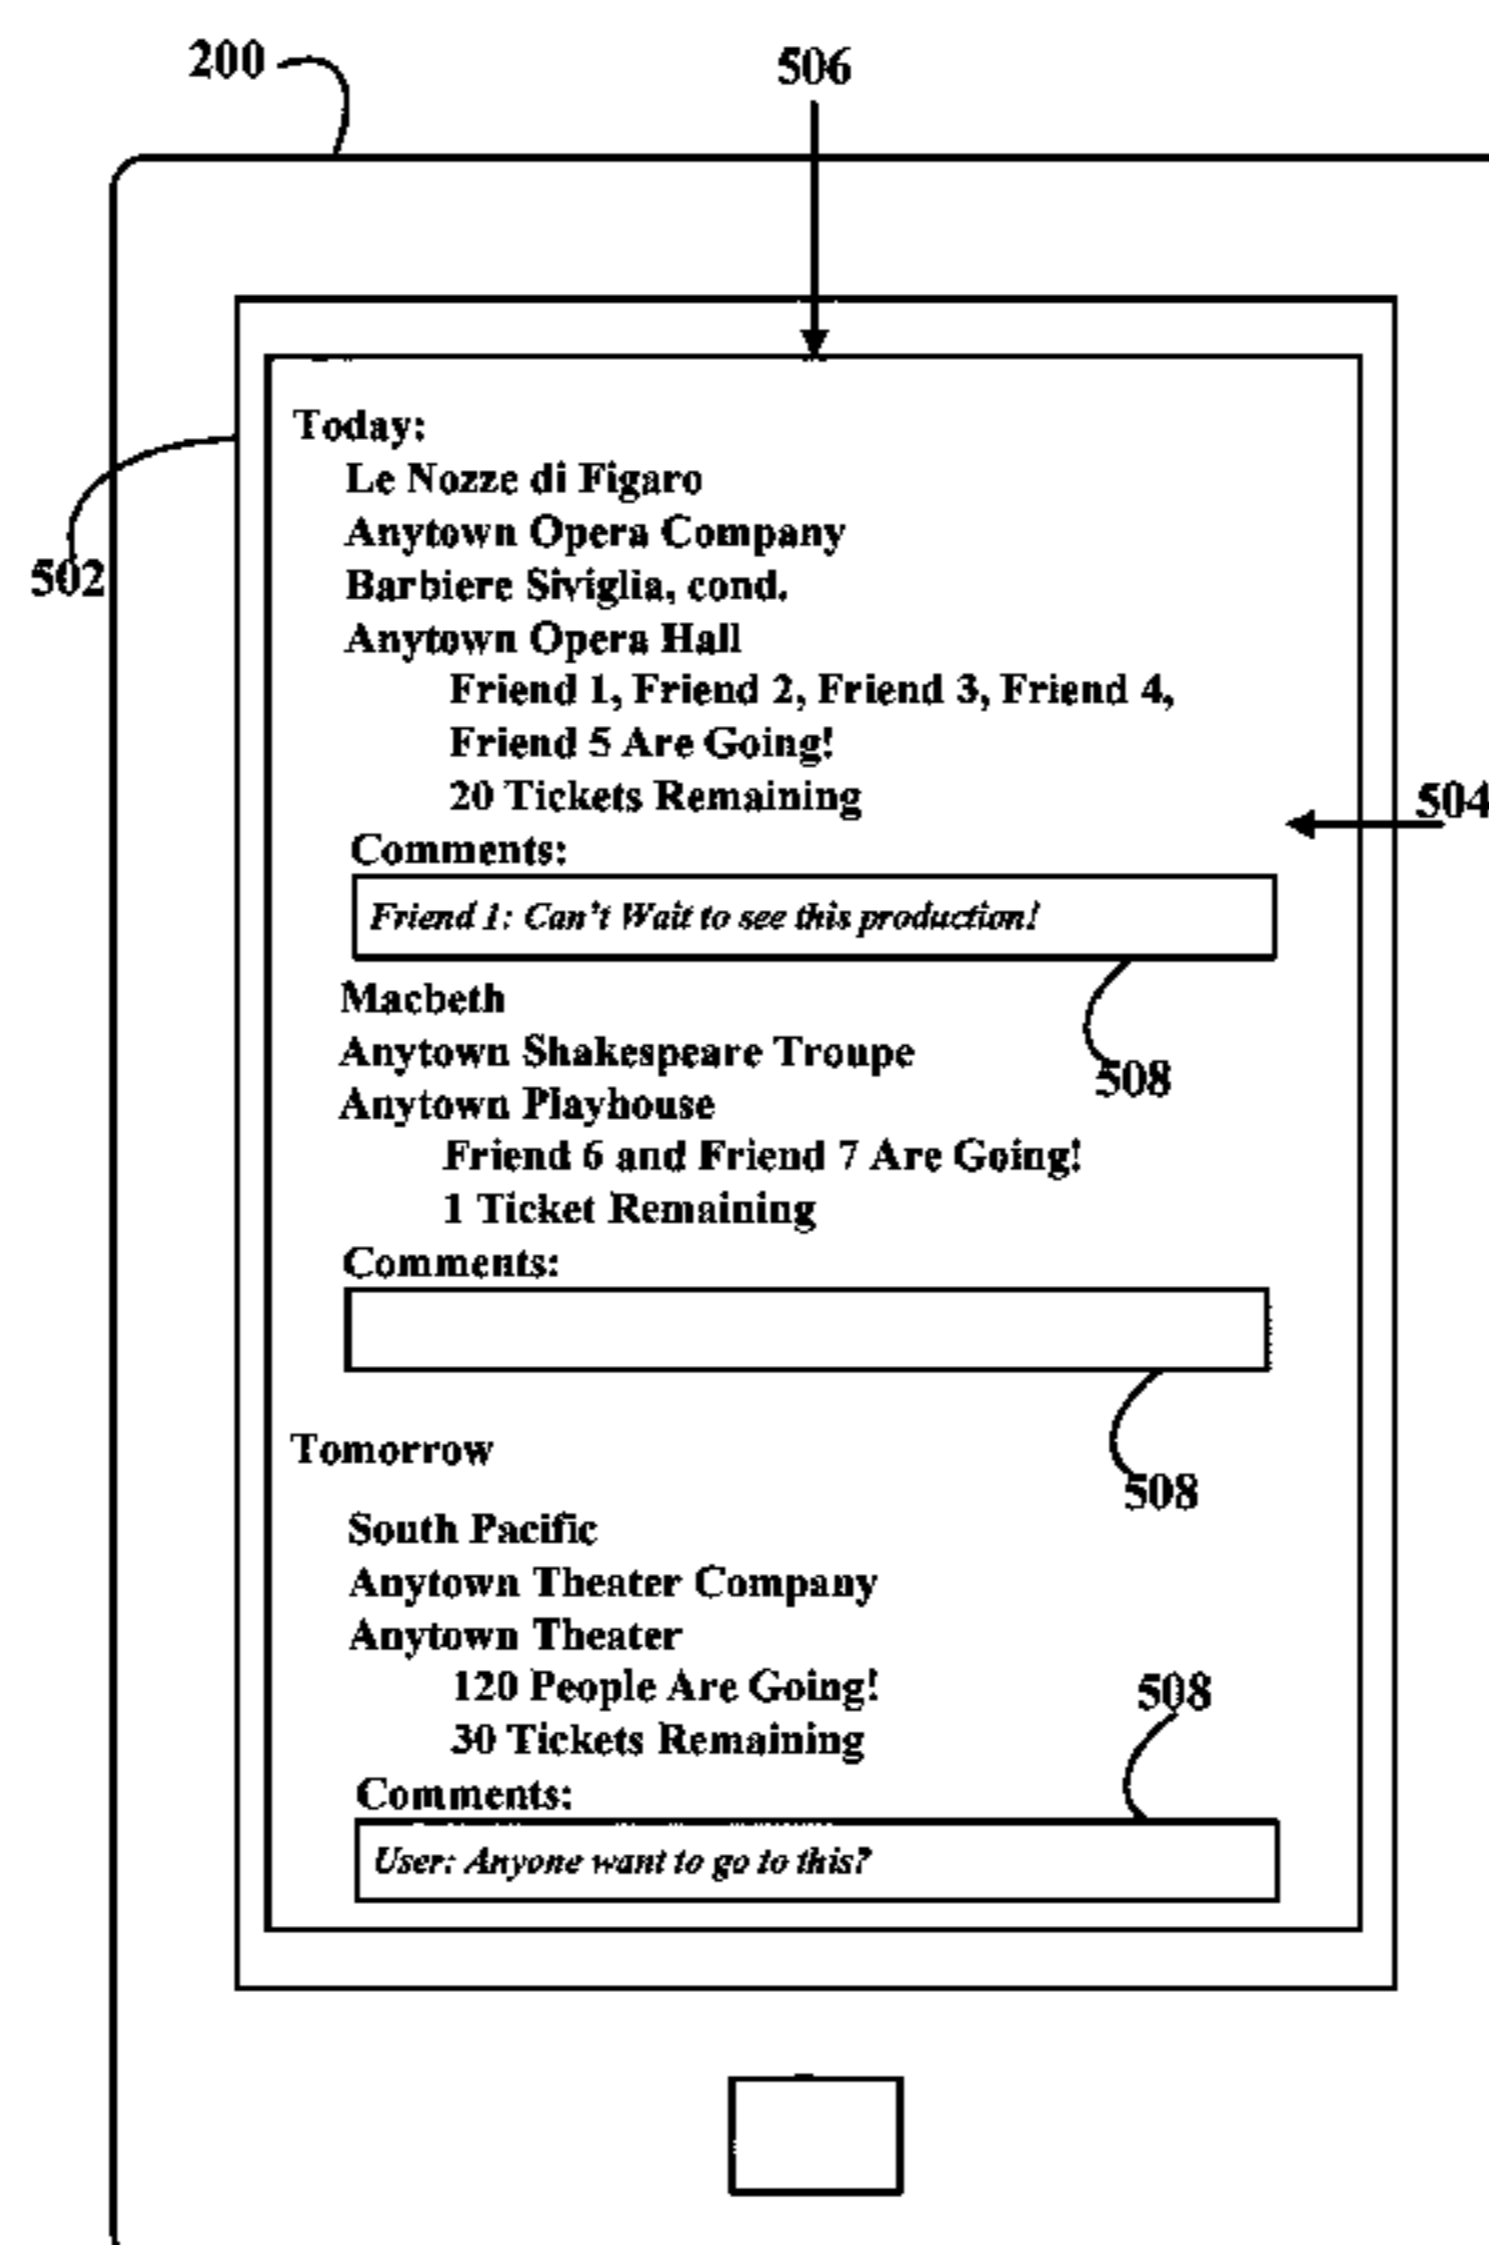 200
506
Today:
Le Nozze di Figaro
Anytown Opera Company
502
Barbiere Siviglia, cond.
Anytown Opera Hall
Friend 1, Friend 2, Friend 3, Friend 4,
Friend 5 Are Going!
20 Tickets Remaining
504
Comments:
Friend 1: Can't Wait to see this production!
Macbeth
Anytown Shakespeare Troupe
508
Anytown Playhouse
Friend 6 and Friend 7 Are Going!
1 Ticket Remaining
Comments:
Tomorrow
508
South Pacific
Anytown Theater Company
Anytown Theater
120 People Are Going!
508
30 Tickets Remaining
Comments:
User: Anyone want to go to this?